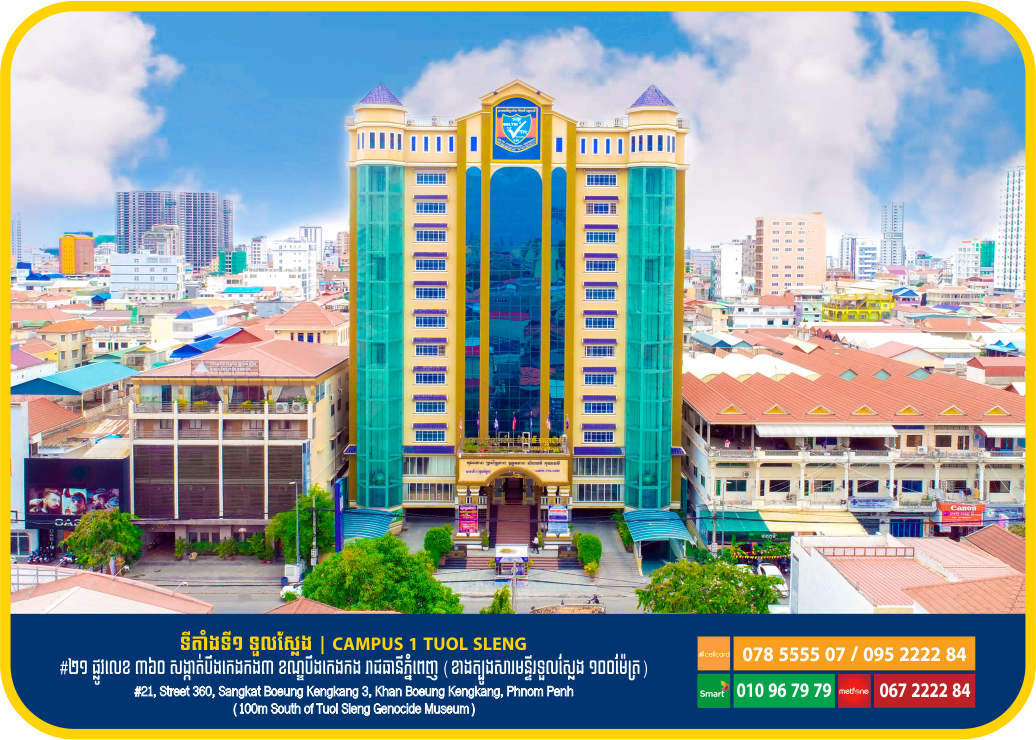 Canon
ទីតាំងទី១ ទួលស្លែង | CAMPUS 1 TUOL SLENG
#២១ ផ្លូវលេខ ៣៦០ សង្កាត់បឹងកេងកង៣ ខណ្ឌបឹងកេងកង រាជធានីភ្នំពេញ (ខាងត្បូងសារមន្ទីរទួលស្លែង ១០០ម៉ែត្រ)
#21, Street 360, Sangkat Boeung Kengkang 3, Khan Boeung Kengkang, Phnom Penh
(100m South of Tuol Sleng Genocide Museum)
cellcard 078 5555 07 / 095 2222 84
Smart 010 96 79 79 metfone 067 2222 84